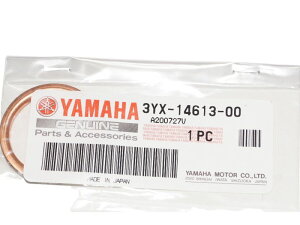 YAMAHA 3YX-14613-00
GENUINE A200727V
Parts & Accessories
1 PC
YAMAHA MOTOR CO., LTD.
MADE IN JAPAN